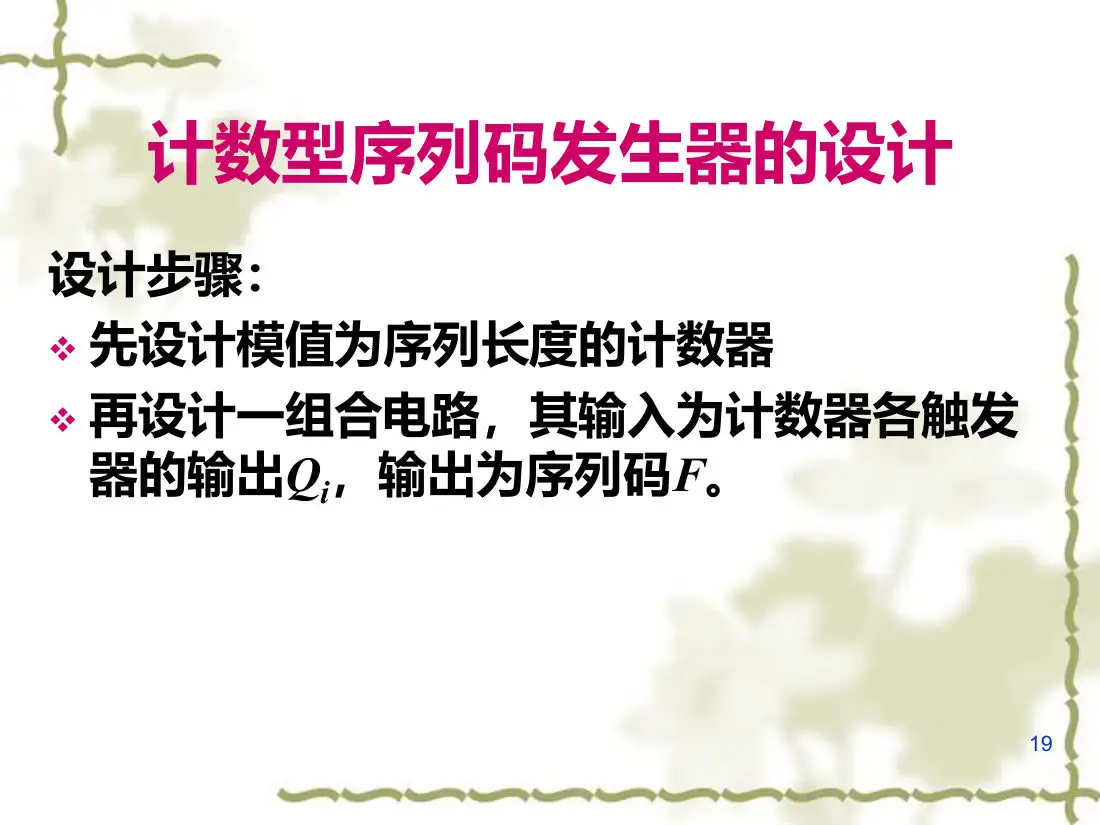 计数型序列码发生器的设计
设计步骤：
❖ 先设计模值为序列长度的计数器
❖ 再设计一组合电路，其输入为计数器各触发
器的输出Qi，输出为序列码F。
19